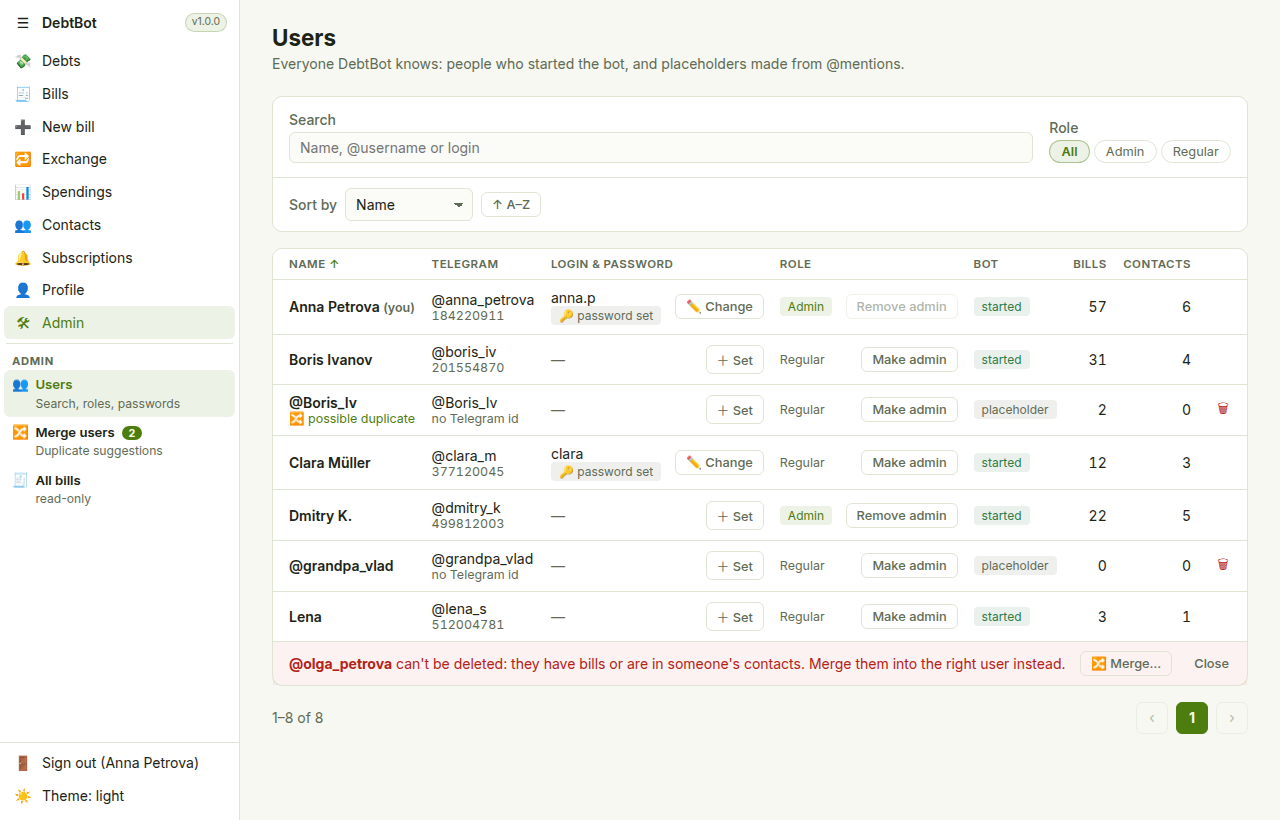 ☰ DebtBot v1.0.0
💸 Debts
🧾 Bills
➕ New bill
🔁 Exchange
📊 Spendings
👥 Contacts
🔔 Subscriptions
👤 Profile
🛠 Admin
ADMIN
👥 Users
Search, roles, passwords
🔀 Merge users 2
Duplicate suggestions
🧾 All bills
read-only
🚪 Sign out (Anna Petrova)
☀️ Theme: light
Users
Everyone DebtBot knows: people who started the bot, and placeholders made from @mentions.
Search
Name, @username or login
Role
All Admin Regular
Sort by Name ↑ A–Z
NAME ↑ TELEGRAM LOGIN & PASSWORD ROLE BOT BILLS CONTACTS
Anna Petrova (you) @anna_petrova 184220911 anna.p 🔑 password set ✏️ Change Admin Remove admin started 57 6
Boris Ivanov @boris_iv 201554870 — + Set Regular Make admin started 31 4
@Boris_Iv 🔀 possible duplicate @Boris_Iv no Telegram id — + Set Regular Make admin placeholder 2 0 🗑
Clara Müller @clara_m 377120045 clara 🔑 password set ✏️ Change Regular Make admin started 12 3
Dmitry K. @dmitry_k 499812003 — + Set Admin Remove admin started 22 5
@grandpa_vlad @grandpa_vlad no Telegram id — + Set Regular Make admin placeholder 0 0 🗑
Lena @lena_s 512004781 — + Set Regular Make admin started 3 1
@olga_petrova can't be deleted: they have bills or are in someone's contacts. Merge them into the right user instead. 🔀 Merge... Close
1–8 of 8 ‹ 1 ›